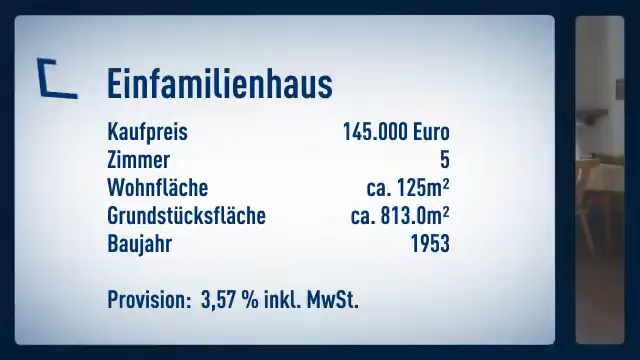 Einfamilienhaus
Kaufpreis 145.000 Euro
Zimmer 5
Wohnfläche ca. 125m²
Grundstücksfläche ca. 813.0m²
Baujahr 1953
Provision: 3,57 % inkl. MwSt.